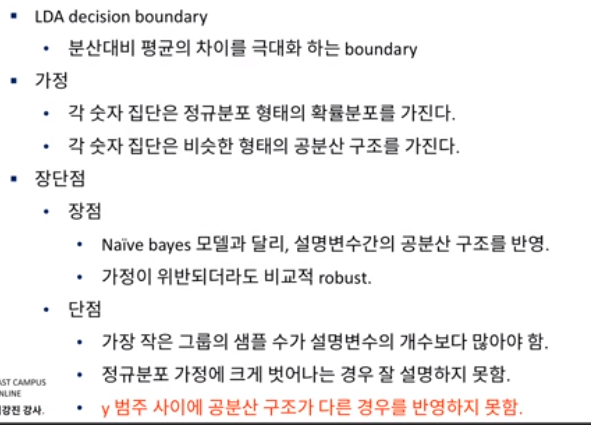 LDA decision boundary
분산대비 평균의 차이를 극대화 하는 boundary
가정
각 숫자 집단은 정규분포 형태의 확률분포를 가진다.
각 숫자 집단은 비슷한 형태의 공분산 구조를 가진다.
장단점
장점
Naïve bayes 모델과 달리, 설명변수간의 공분산 구조를 반영.
가정이 위반되더라도 비교적 robust.
단점
가장 작은 그룹의 샘플 수가 설명변수의 개수보다 많아야 함.
정규분포 가정에 크게 벗어나는 경우 잘 설명하지 못함.
y 범주 사이에 공분산 구조가 다른 경우를 반영하지 못함.
AST CAMPUS
NLINE
강진 강사.